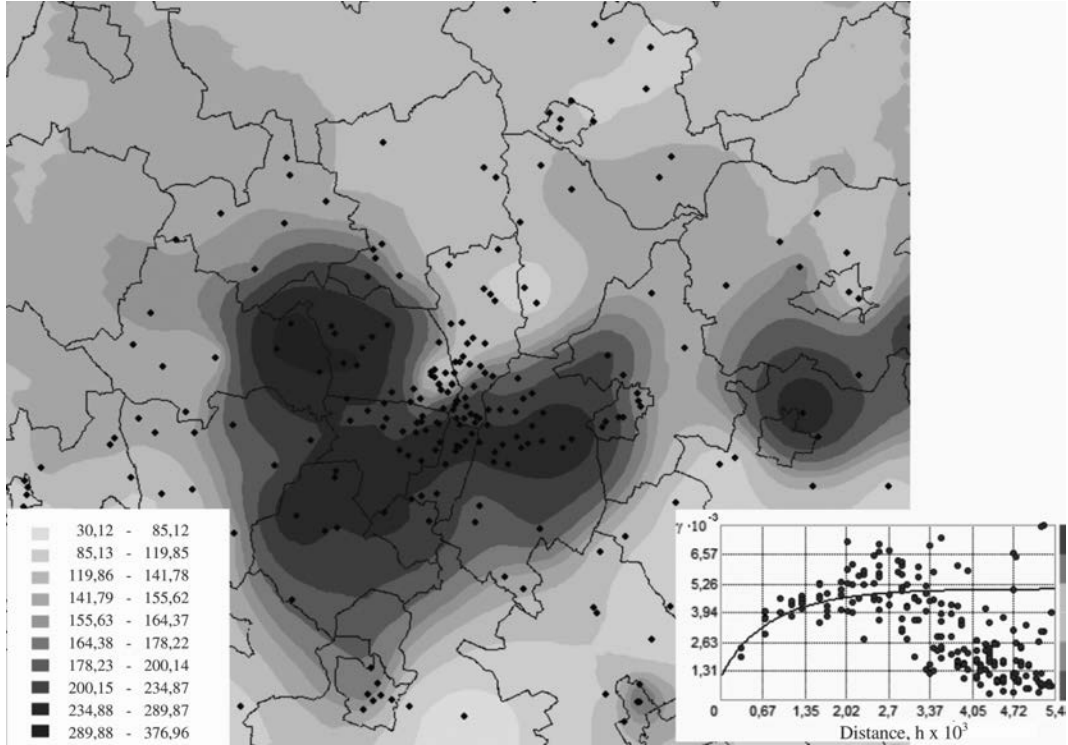 30,12 - 85,12
85,13 - 119,85
119,86 - 141,78
141,79 - 155,62
155,63 - 164,37
164,38 - 178,22
178,23 - 200,14
200,15 - 234,87
234,88 - 289,87
289,88 - 376,96
γ ·10⁻³
6,57
5,26
3,94
2,63
1,31
0 0,67 1,35 2,02 2,7 3,37 4,05 4,72 5,4
Distance, h x 10³